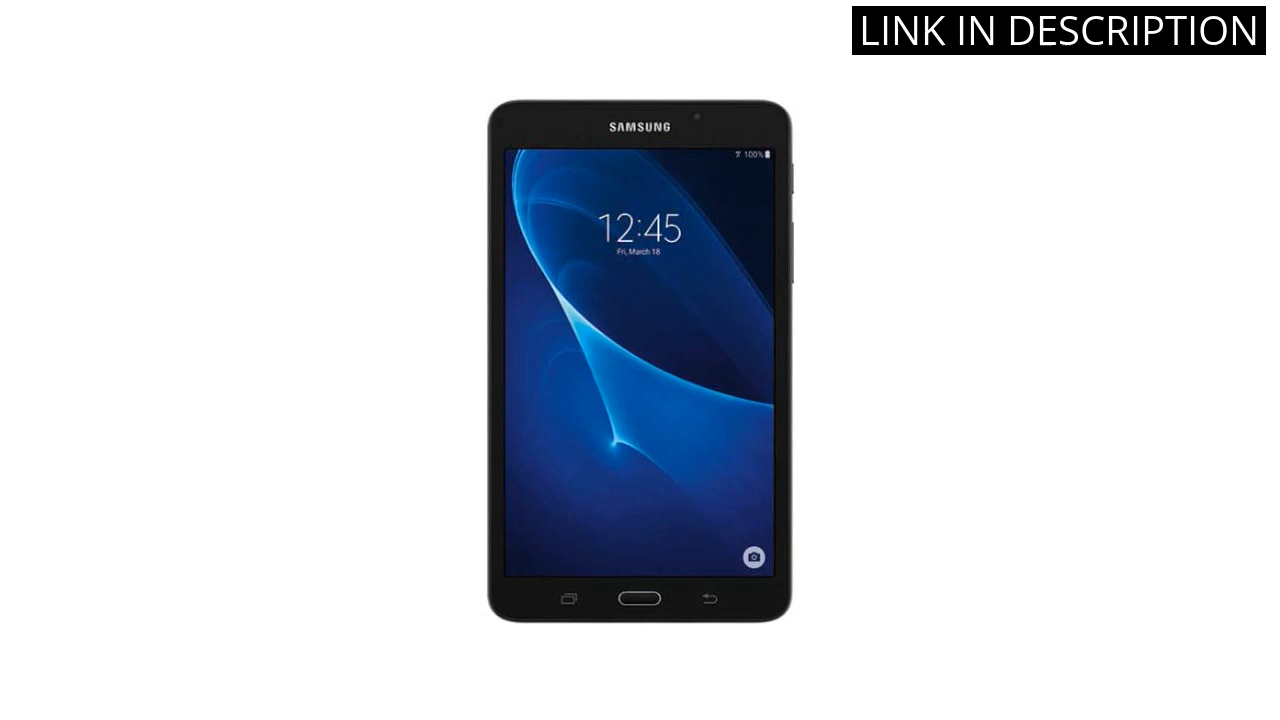 LINK IN DESCRIPTION
SAMSUNG
100%
12:45
Fri, March 18